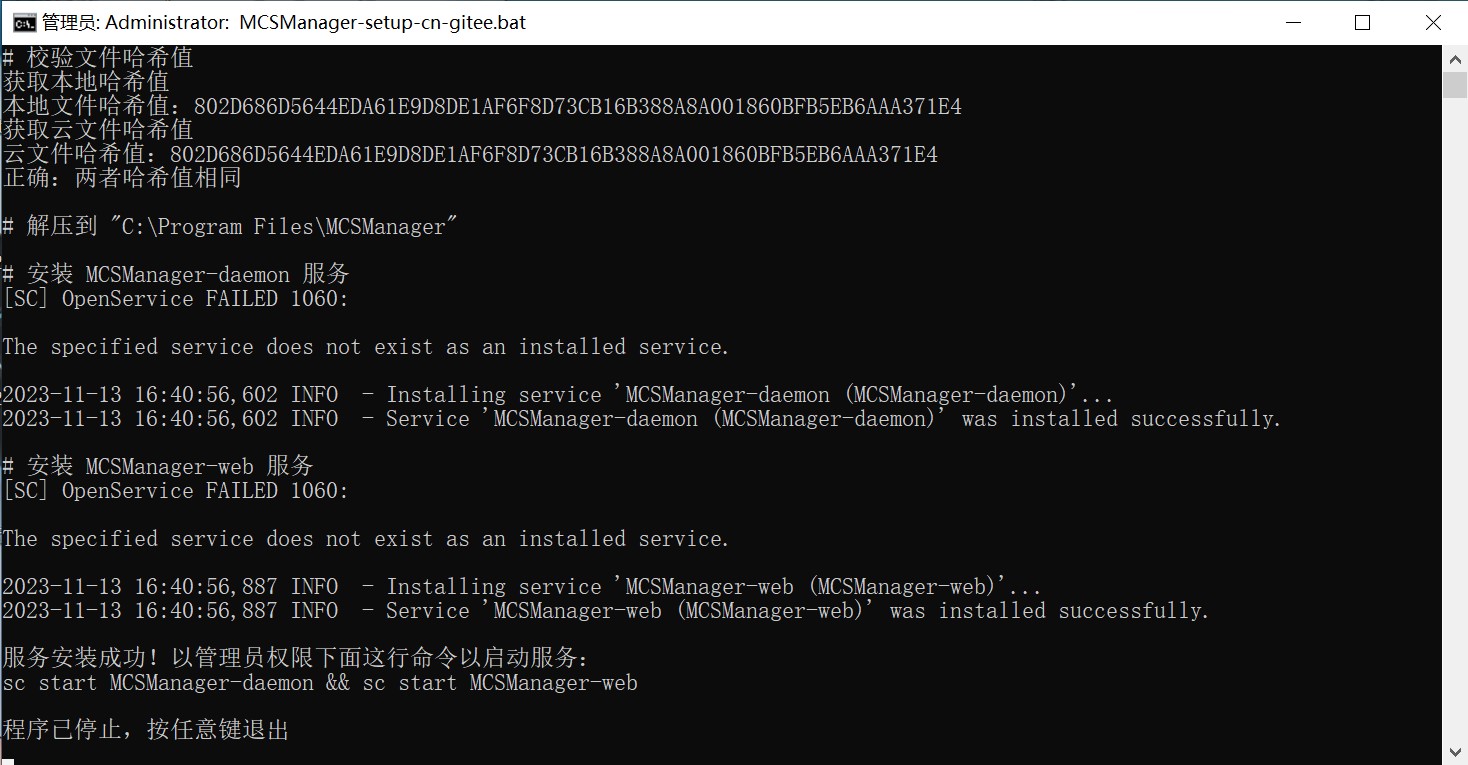 管理员: Administrator:  MCSManager-setup-cn-gitee.bat
# 校验文件哈希值
获取本地哈希值
本地文件哈希值：802D686D5644EDA61E9D8DE1AF6F8D73CB16B388A8A001860BFB5EB6AAA371E4
获取云文件哈希值
云文件哈希值：802D686D5644EDA61E9D8DE1AF6F8D73CB16B388A8A001860BFB5EB6AAA371E4
正确：两者哈希值相同
# 解压到 "C:\Program Files\MCSManager"
# 安装 MCSManager-daemon 服务
[SC] OpenService FAILED 1060:
The specified service does not exist as an installed service.
2023-11-13 16:40:56,602 INFO  - Installing service 'MCSManager-daemon (MCSManager-daemon)'...
2023-11-13 16:40:56,602 INFO  - Service 'MCSManager-daemon (MCSManager-daemon)' was installed successfully.
# 安装 MCSManager-web 服务
[SC] OpenService FAILED 1060:
The specified service does not exist as an installed service.
2023-11-13 16:40:56,887 INFO  - Installing service 'MCSManager-web (MCSManager-web)'...
2023-11-13 16:40:56,887 INFO  - Service 'MCSManager-web (MCSManager-web)' was installed successfully.
服务安装成功！以管理员权限下面这行命令以启动服务：
sc start MCSManager-daemon && sc start MCSManager-web
程序已停止，按任意键退出